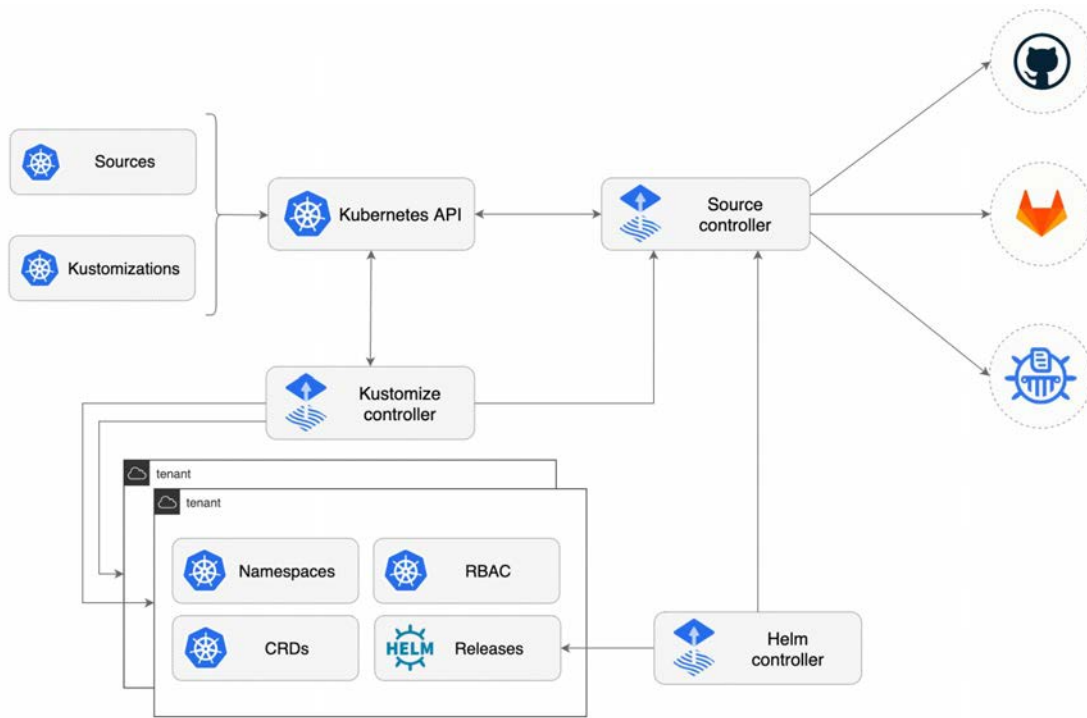 Sources
Kustomizations
Kubernetes API
Source
controller
Kustomize
controller
tenant
tenant
Namespaces
RBAC
CRDs
HELM
Releases
Helm
controller